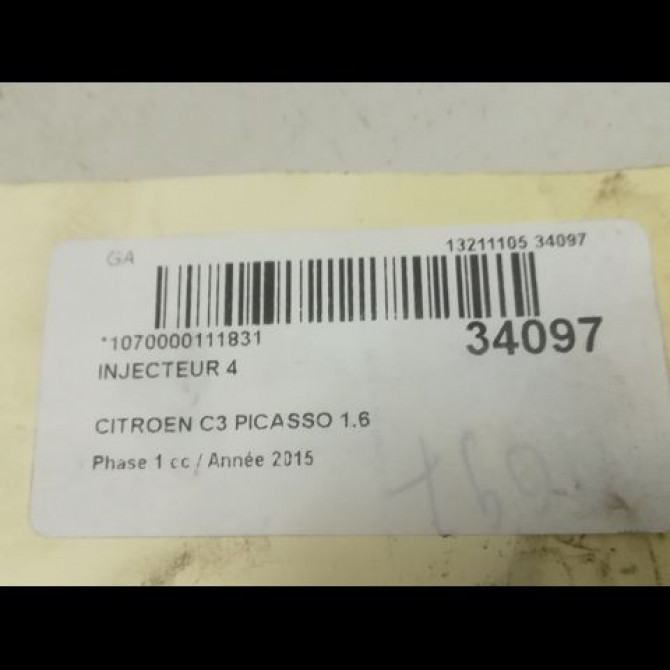 GA
13211105 34097
*1070000111831
34097
INJECTEUR 4
CITROEN C3 PICASSO 1.6
Phase 1 cc / Année 2015